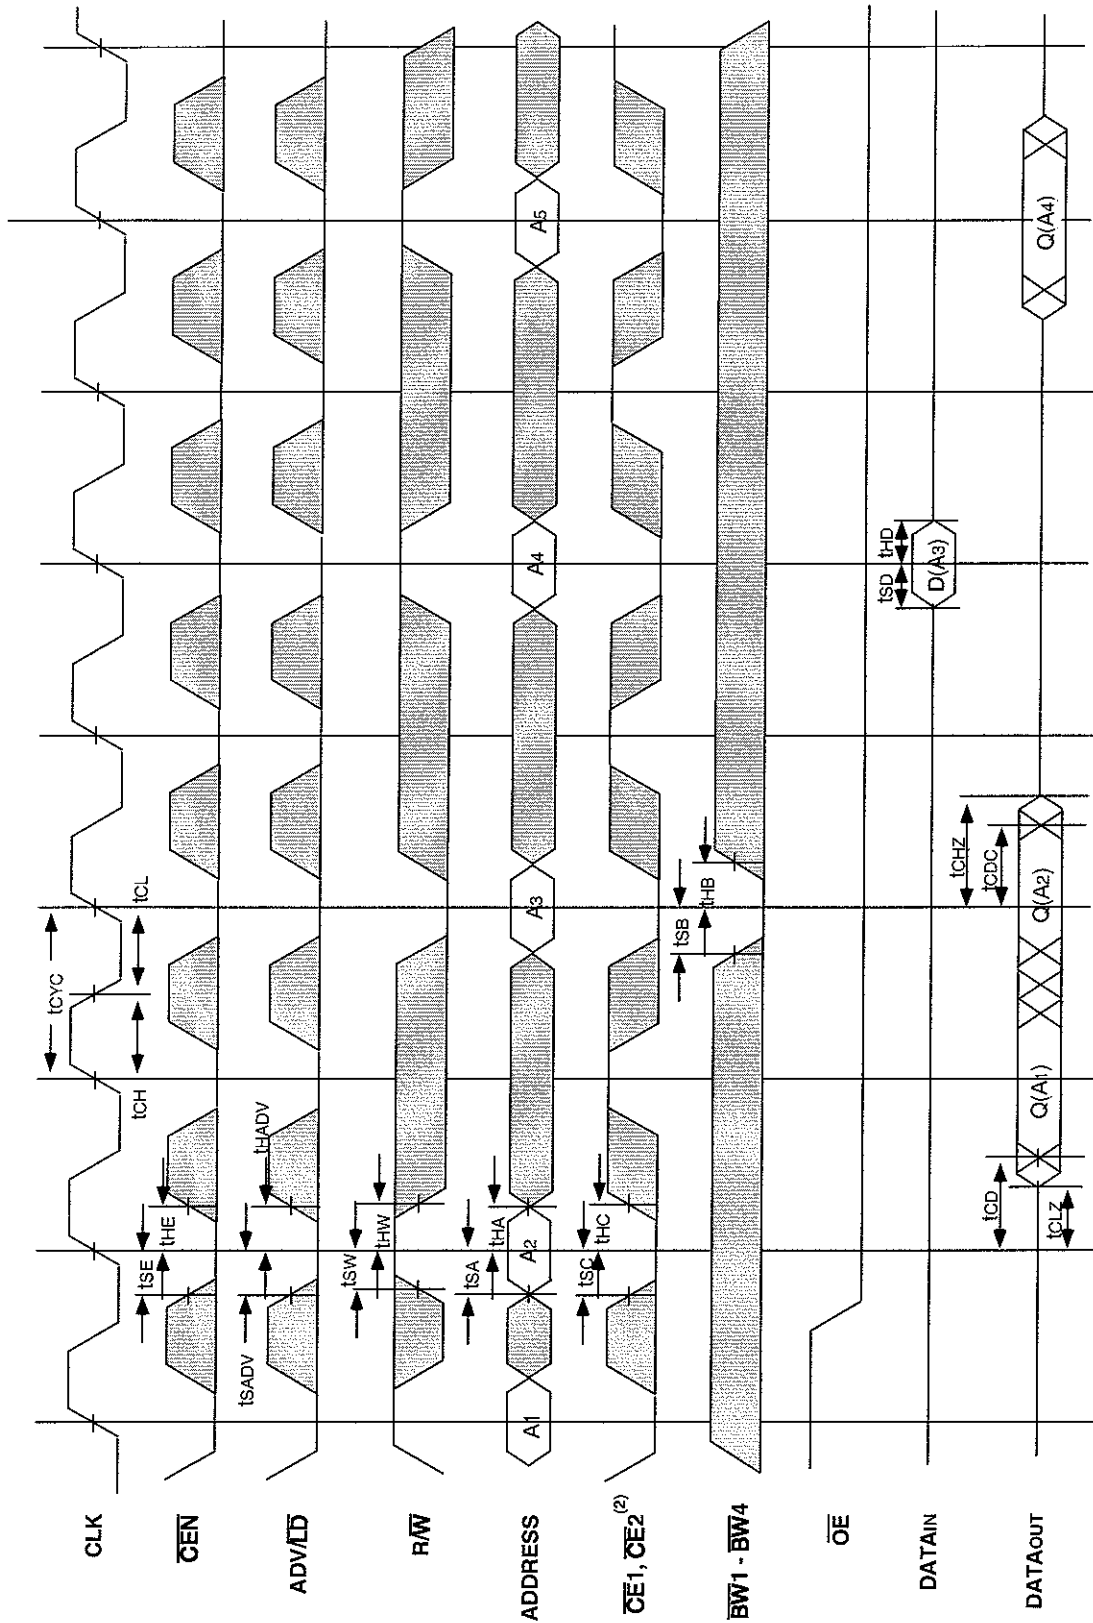 CLK
tCYC
tCH
tCL
CEN
tSE
tHE
ADV/LD
tSADV
tHADV
R/W
tSW
tHW
ADDRESS
A1
A2
A3
A4
A5
tSA
tHA
CE1, CE2(2)
tSC
tHC
BW1 - BW4
tSB
tHB
OE
DATAIN
D(A3)
tSD
tHD
DATAOUT
Q(A1)
Q(A2)
Q(A4)
tCD
tCLZ
tCHZ
tCDC